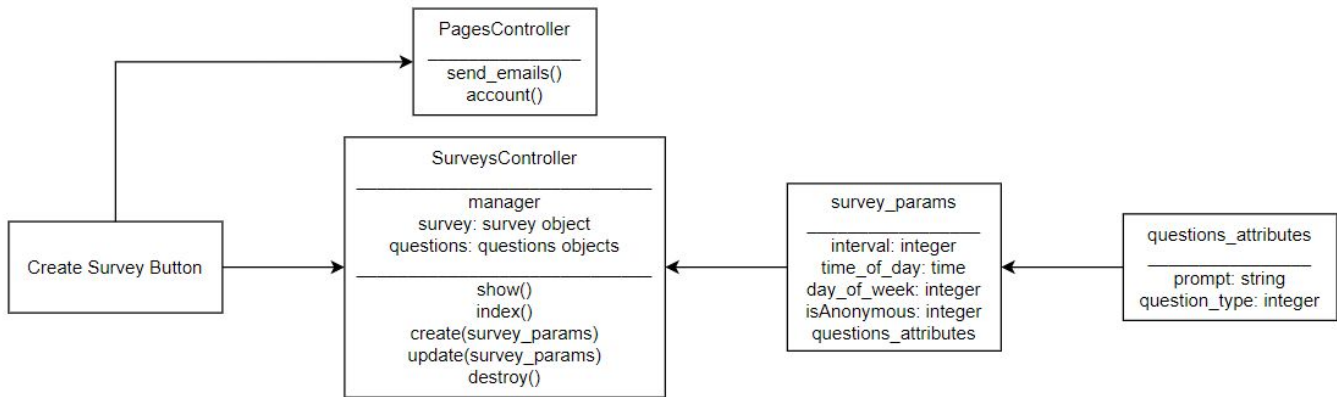 PagesController
send_emails()
account()
Create Survey Button
SurveysController
manager
survey: survey object
questions: questions objects
show()
index()
create(survey_params)
update(survey_params)
destroy()
survey_params
interval: integer
time_of_day: time
day_of_week: integer
isAnonymous: integer
questions_attributes
questions_attributes
prompt: string
question_type: integer